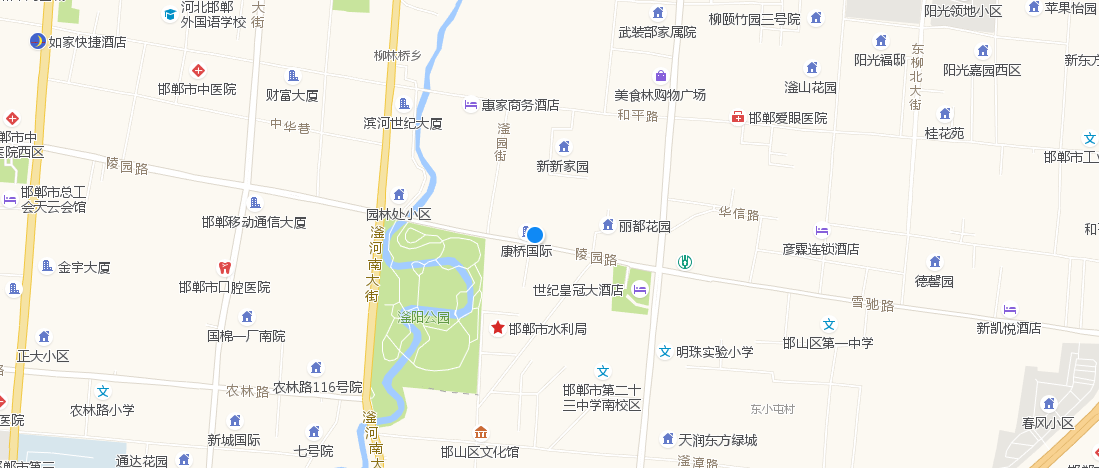 河北邯郸
外国语学校
大
街
如家快捷酒店
邯郸市中医院
财富大厦
柳林桥乡
滨河世纪大厦
惠家商务酒店
武装部家属院
美食林购物广场
和平路
柳颐竹园三号院
阳光领地小区
苹果怡园
阳光福邸
阳光嘉园西区
新东方
滏山花园
东柳北大街
桂花苑
邯郸爱眼医院
邯郸市工业
郸市中
医院西区
中华巷
滏园街
新新家园
陵园路
邯郸市总工
会天云会馆
邯郸移动通信大厦
园林处小区
滏河南大街
康桥国际
丽都花园
陵园路
华信路
彦霖连锁酒店
和平
德馨园
金宇大厦
邯郸市口腔医院
世纪皇冠大酒店
雪驰路
新凯悦酒店
国棉一厂南院
滏阳公园
邯郸市水利局
邯山区第一中学
明珠实验小学
正大小区
农林路116号院
农林路
农林路小学
医院
邯郸市第二十
三中学南校区
东小屯村
春风小区
新城国际
七号院
滏河南大
邯山区文化馆
天润东方绿城
滏漳路
通达花园
郸市第三